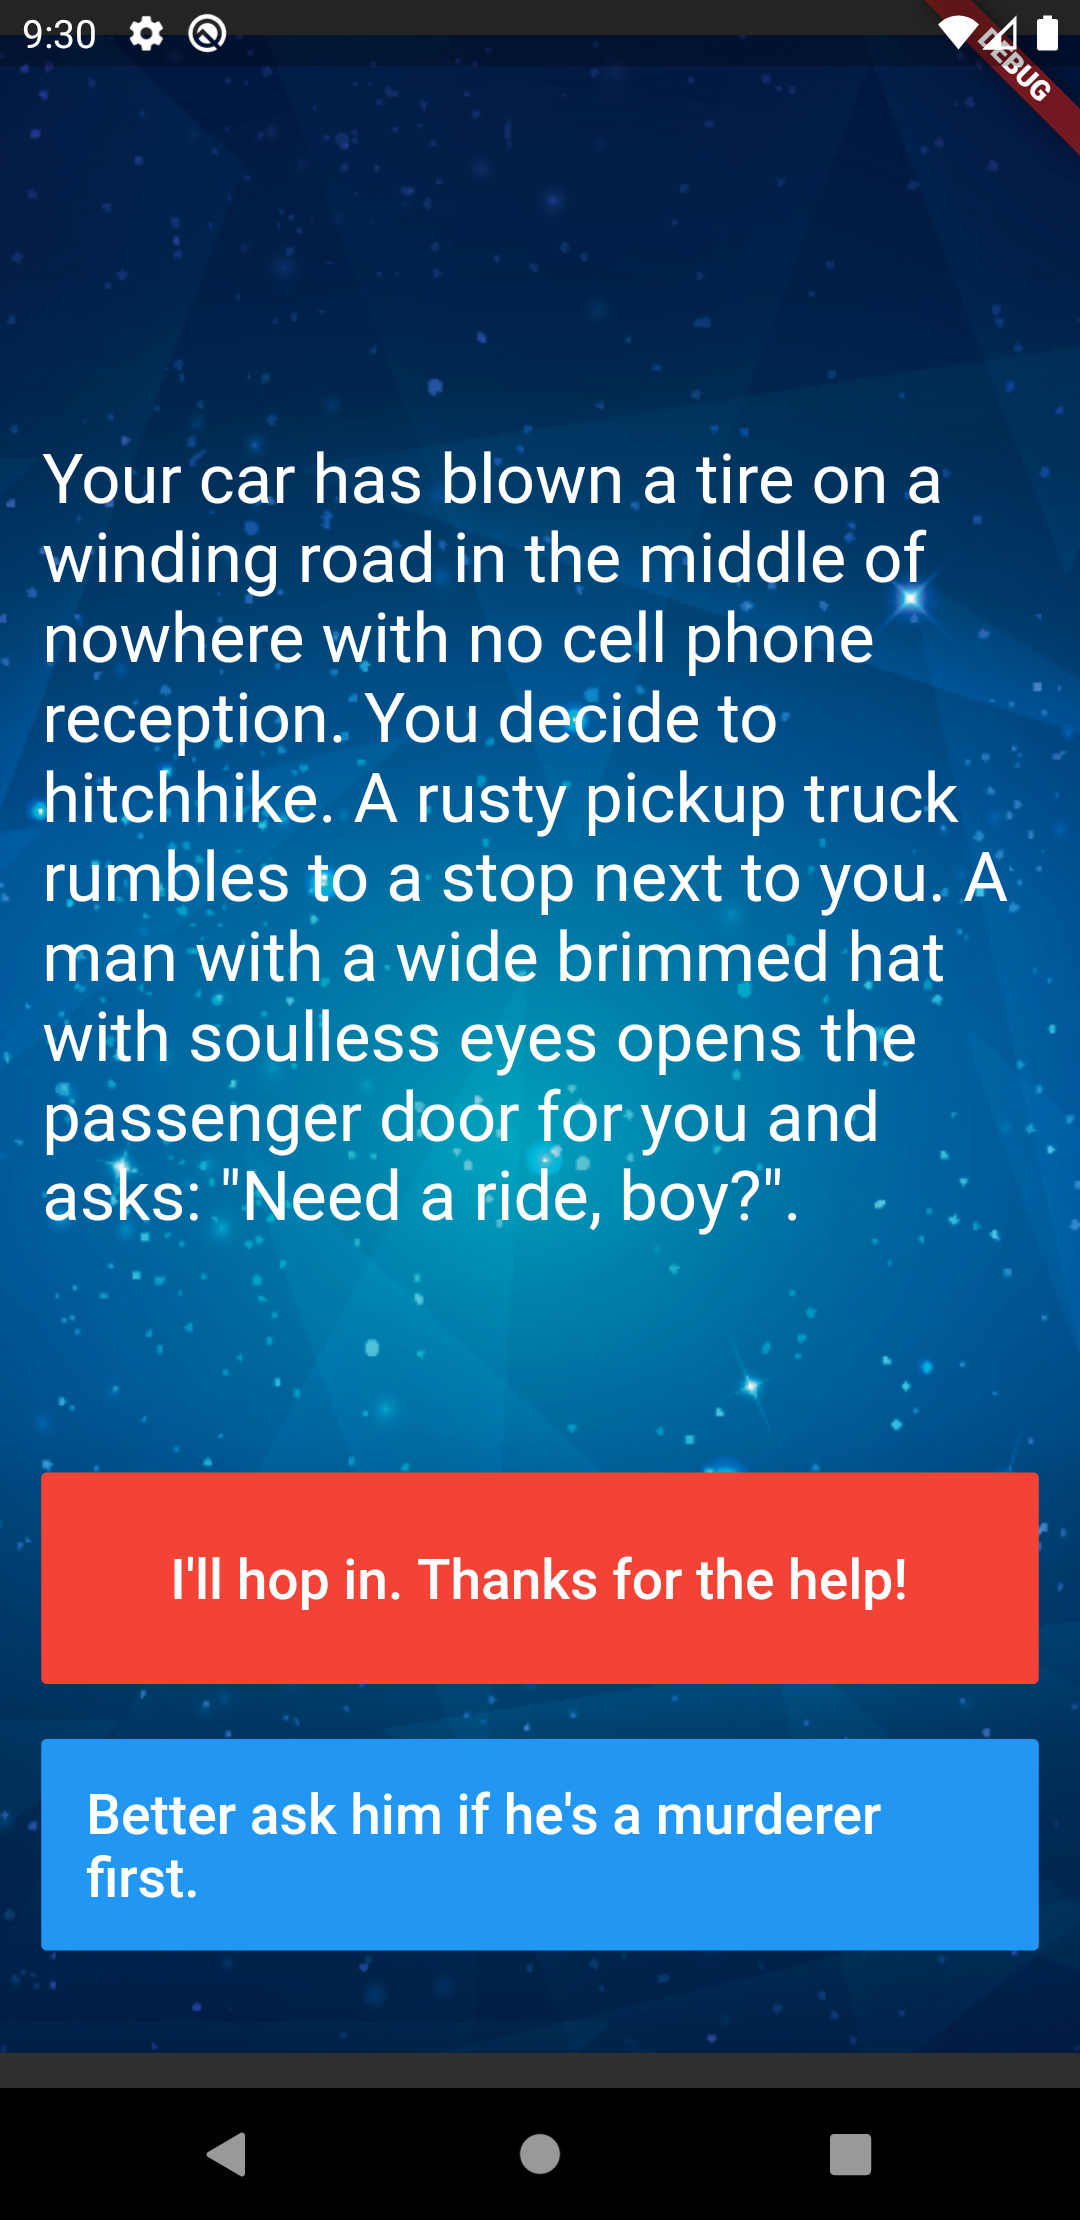 9:30
DEBUG
Your car has blown a tire on a
winding road in the middle of
nowhere with no cell phone
reception. You decide to
hitchhike. A rusty pickup truck
rumbles to a stop next to you. A
man with a wide brimmed hat
with soulless eyes opens the
passenger door for you and
asks: "Need a ride, boy?".
I'll hop in. Thanks for the help!
Better ask him if he's a murderer
first.